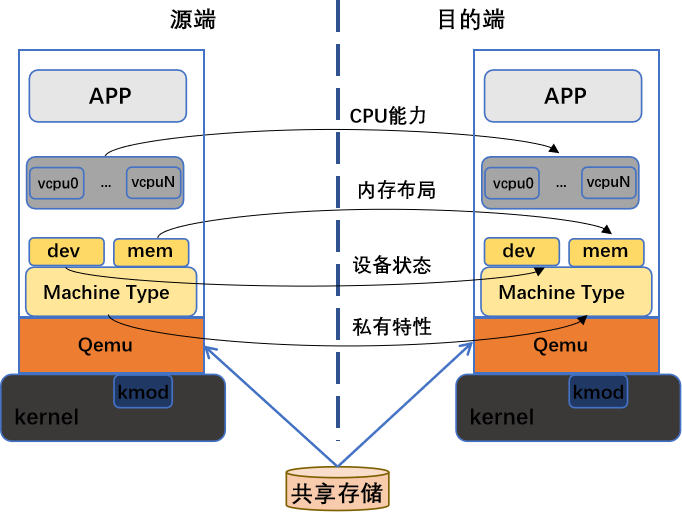 源端
目的端
APP
APP
CPU能力
vcpu0
...
vcpuN
vcpu0
...
vcpuN
内存布局
dev
mem
dev
mem
设备状态
Machine Type
Machine Type
私有特性
Qemu
Qemu
kmod
kmod
kernel
kernel
共享存储